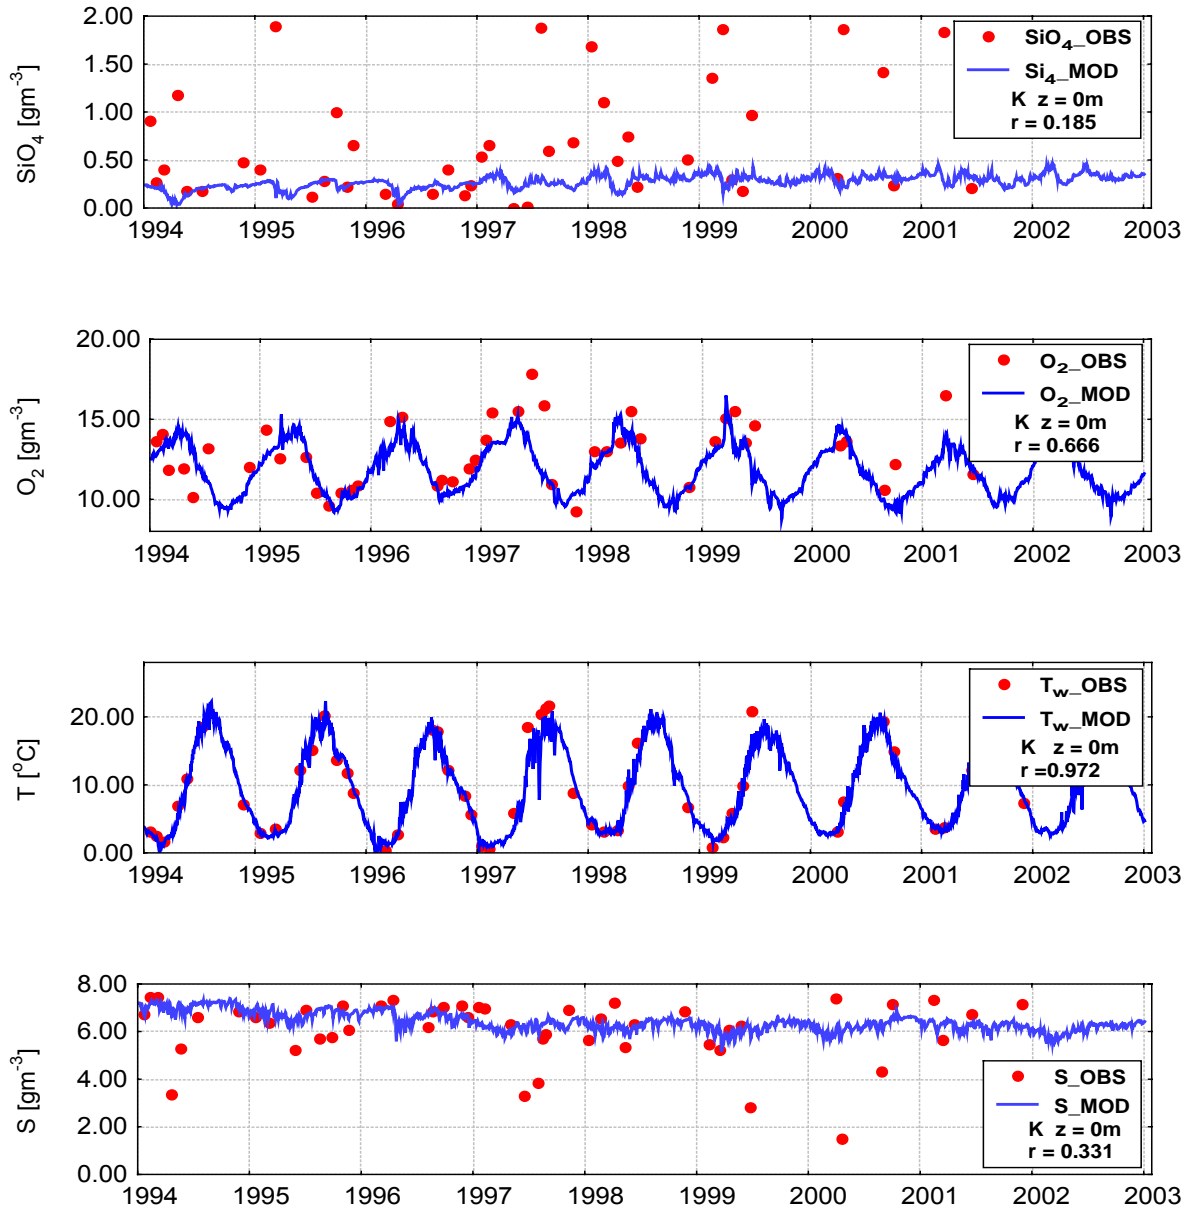 2.00
1.50
1.00
0.50
0.00
SiO4 [gm-3]
SiO4_OBS
Si4_MOD
K z = 0m
r = 0.185
1994 1995 1996 1997 1998 1999 2000 2001 2002 2003
20.00
15.00
10.00
O2 [gm-3]
O2_OBS
O2_MOD
K z = 0m
r = 0.666
1994 1995 1996 1997 1998 1999 2000 2001 2002 2003
20.00
10.00
0.00
T [oC]
Tw_OBS
Tw_MOD
K z = 0m
r =0.972
1994 1995 1996 1997 1998 1999 2000 2001 2002 2003
8.00
6.00
4.00
2.00
0.00
S [gm-3]
S_OBS
S_MOD
K z = 0m
r = 0.331
1994 1995 1996 1997 1998 1999 2000 2001 2002 2003